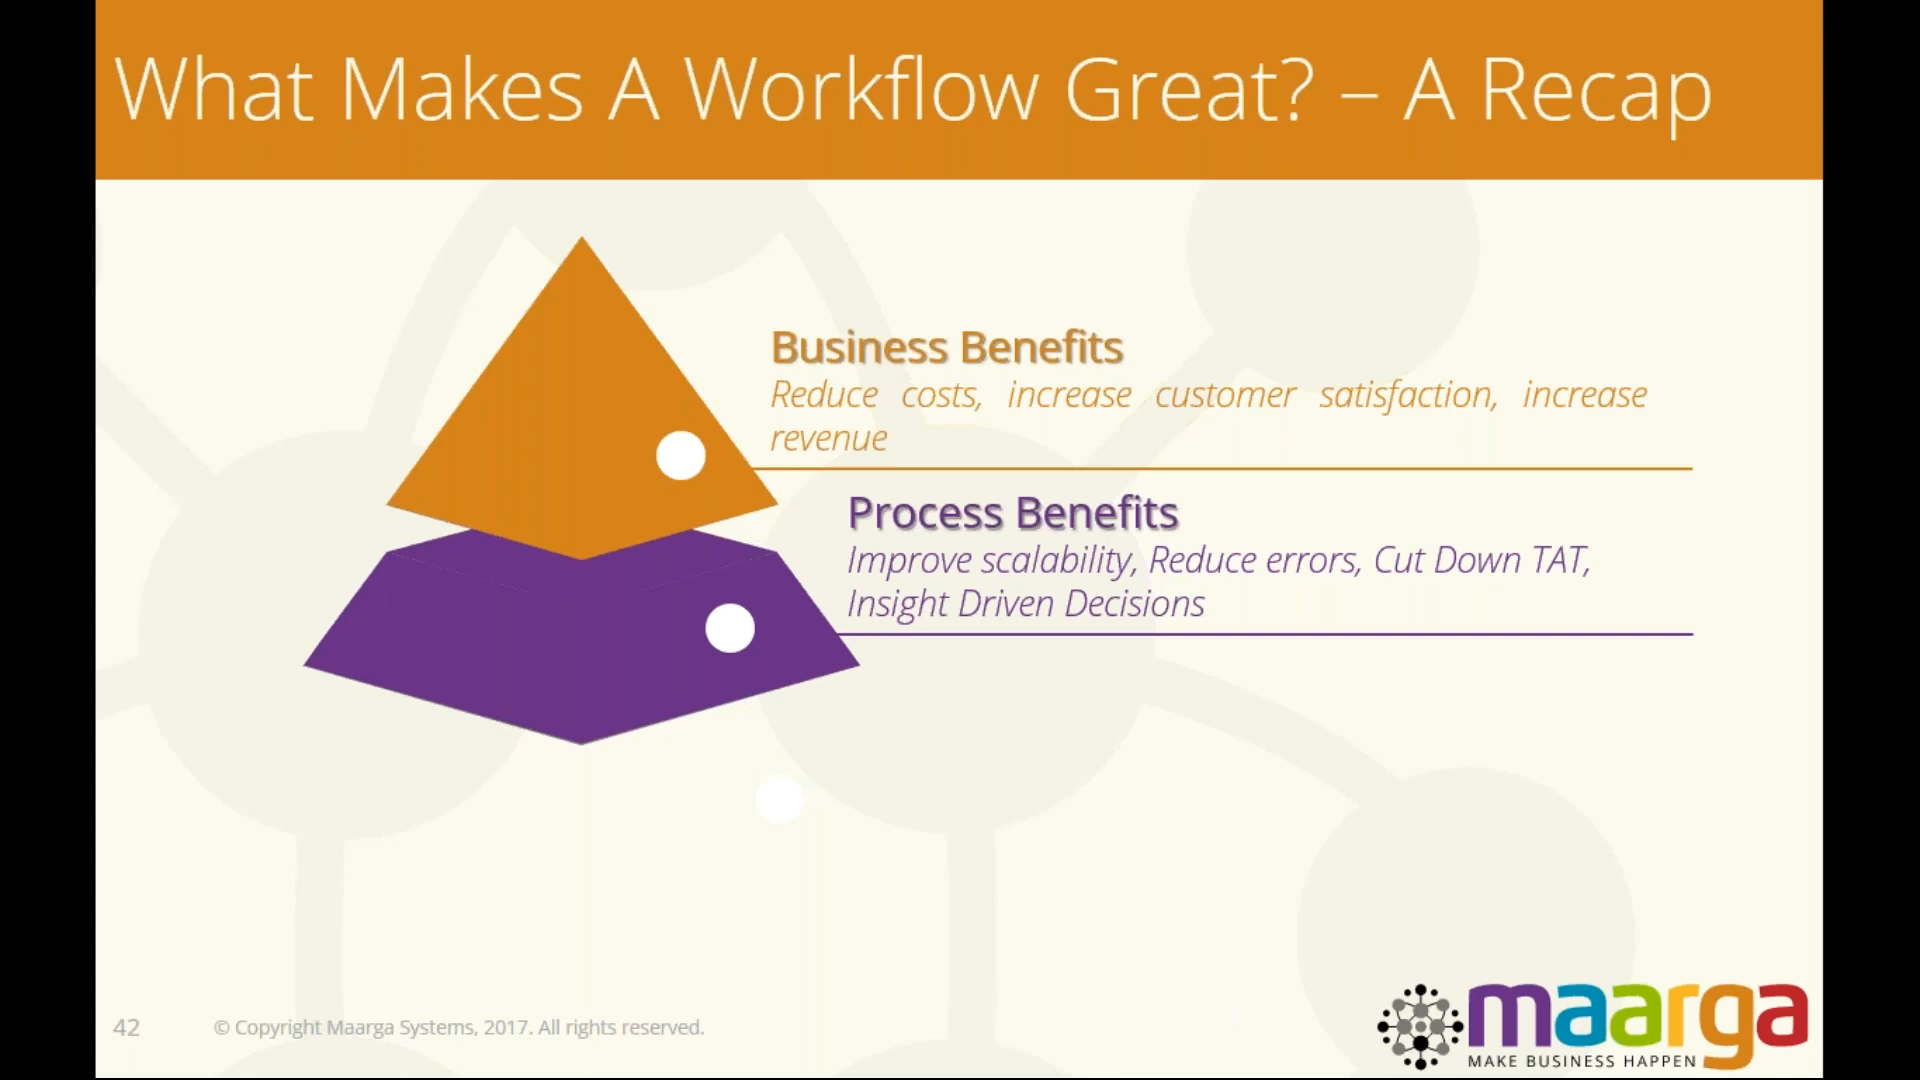 What Makes A Workflow Great? – A Recap
Business Benefits
Reduce costs, increase customer satisfaction, increase
revenue
Process Benefits
Improve scalability, Reduce errors, Cut Down TAT,
Insight Driven Decisions
42
© Copyright Maarga Systems, 2017. All rights reserved.
maarga
MAKE BUSINESS HAPPEN